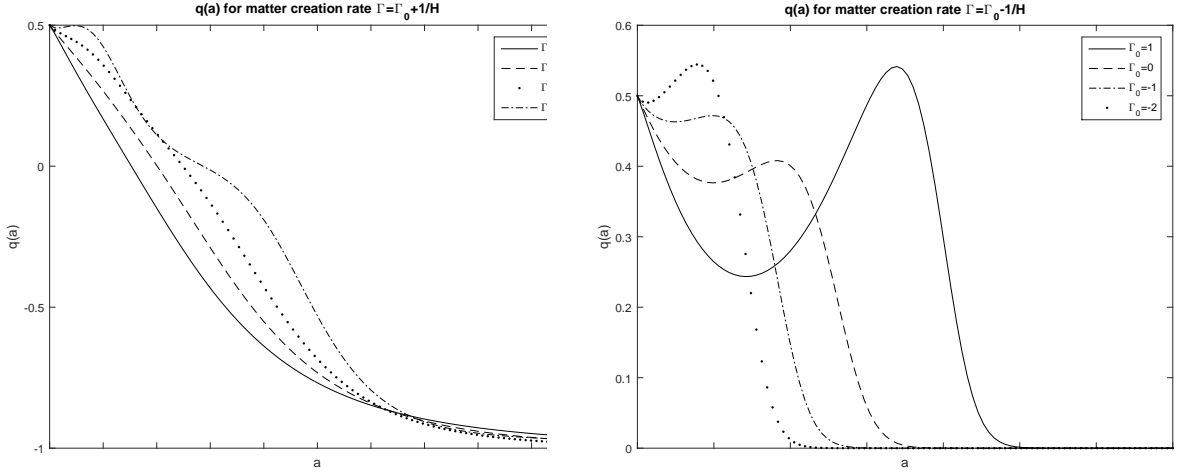 q(a) for matter creation rate Γ=Γ₀+1/H
0.5
0
-0.5
-1
q(a)
a
Γ
Γ
Γ
Γ
q(a) for matter creation rate Γ=Γ₀-1/H
0.6
0.5
0.4
0.3
0.2
0.1
0
q(a)
a
Γ₀=1
Γ₀=0
Γ₀=-1
Γ₀=-2